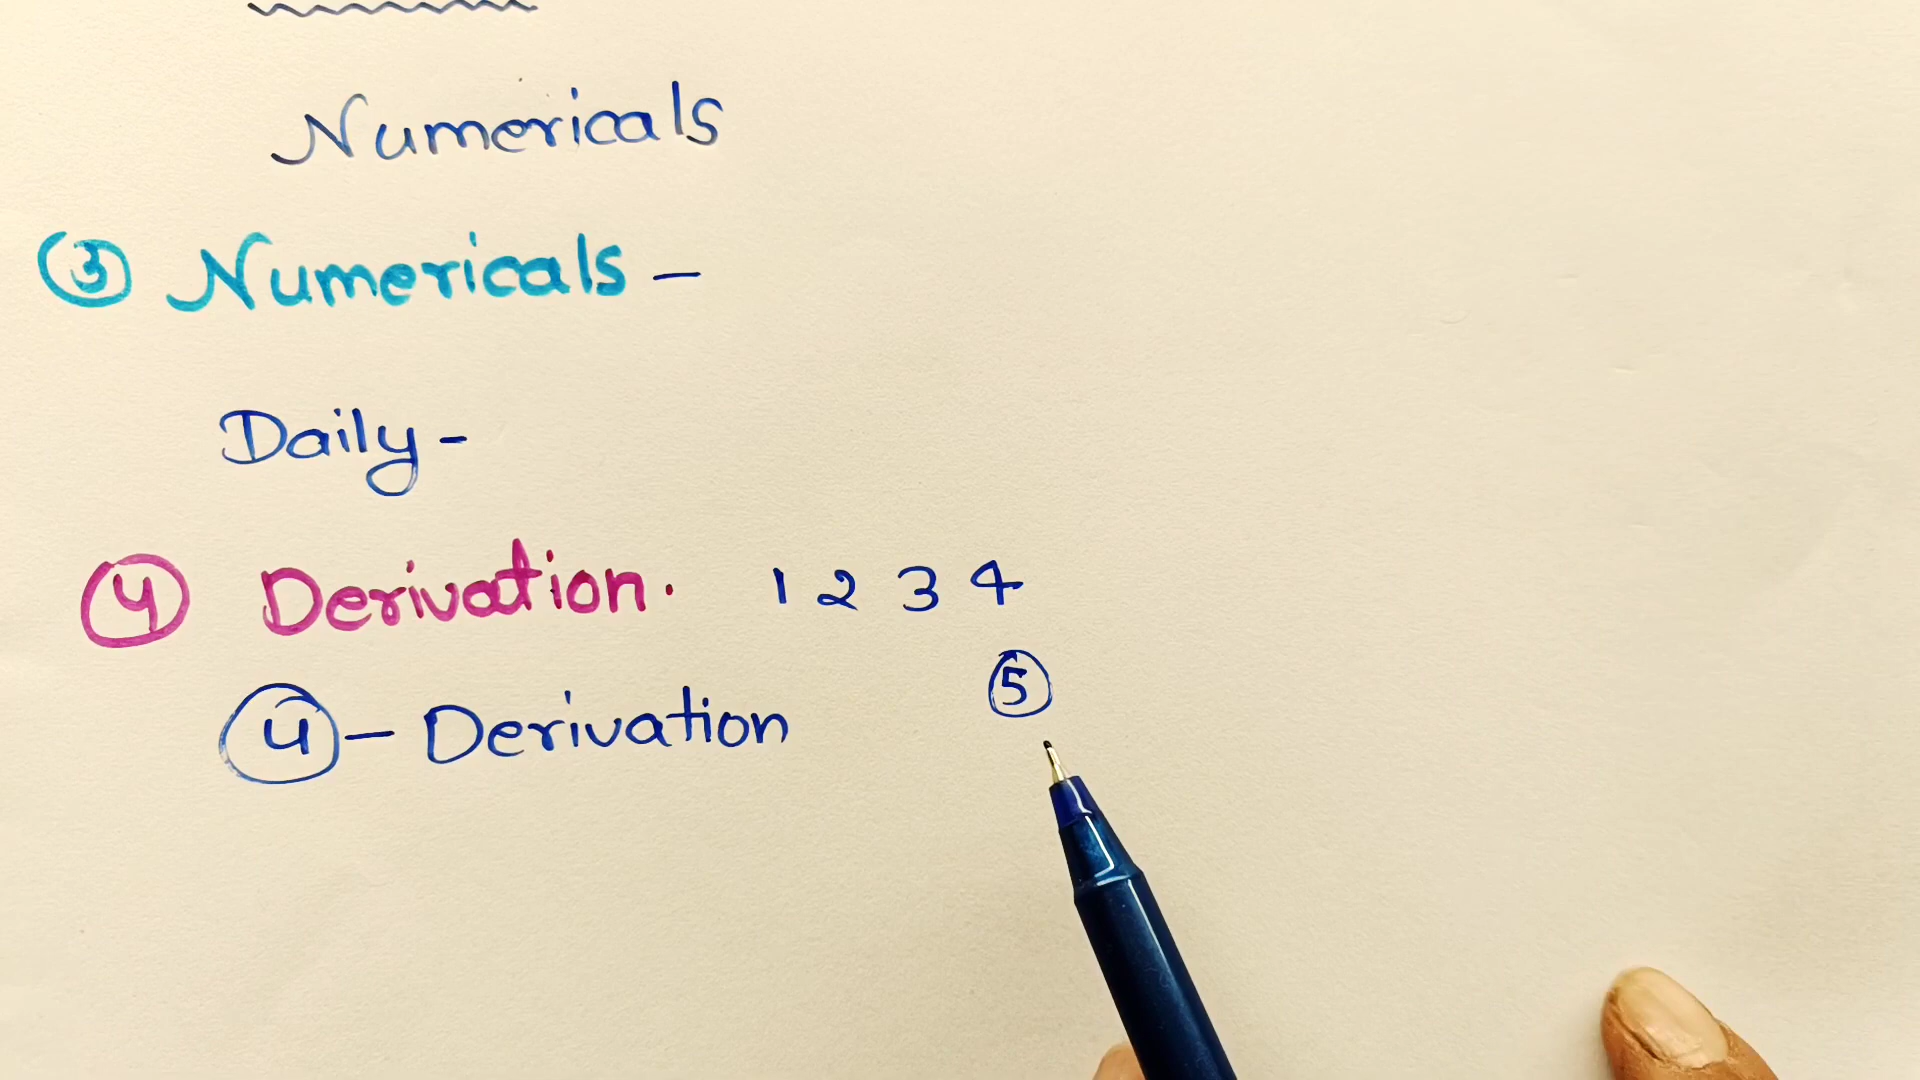 Numericals
③ Numericals -
Daily -
④ Derivation. 1 2 3 4
⑤
④ - Derivation